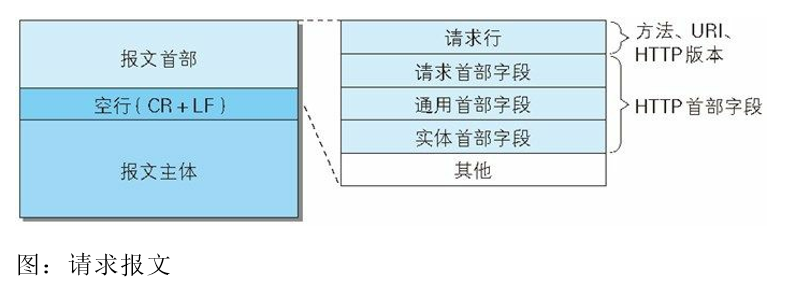 报文首部
空行(CR+LF)
报文主体
请求行
请求首部字段
通用首部字段
实体首部字段
其他
方法、URI、
HTTP版本
HTTP首部字段
图：请求报文